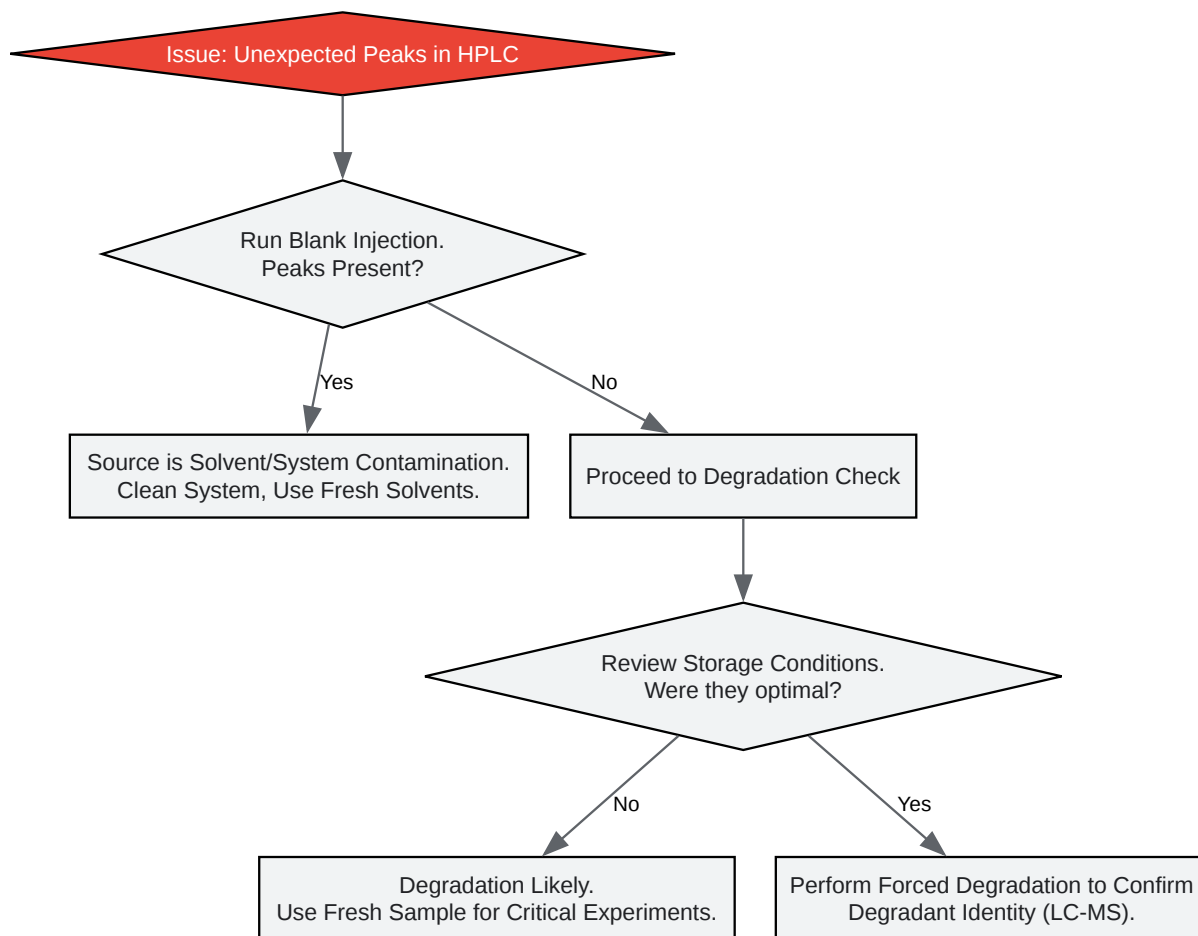 Issue: Unexpected Peaks in HPLC
Run Blank Injection.
Peaks Present?
Yes
No
Source is Solvent/System Contamination.
Clean System, Use Fresh Solvents.
Proceed to Degradation Check
Review Storage Conditions.
Were they optimal?
No
Yes
Degradation Likely.
Use Fresh Sample for Critical Experiments.
Perform Forced Degradation to Confirm
Degradant Identity (LC-MS).